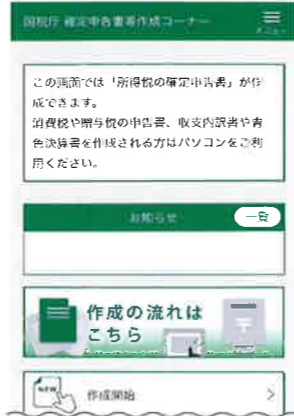 国税庁 確定申告書等作成コーナー
メニュー
この画面では「所得税の確定申告書」が作
成できます。
消費税や贈与税の申告書、収支内訳書や青
色決算書を作成される方はパソコンをご利
用ください。
お知らせ
一覧
作成の流れは
こちら
NEW
作成開始